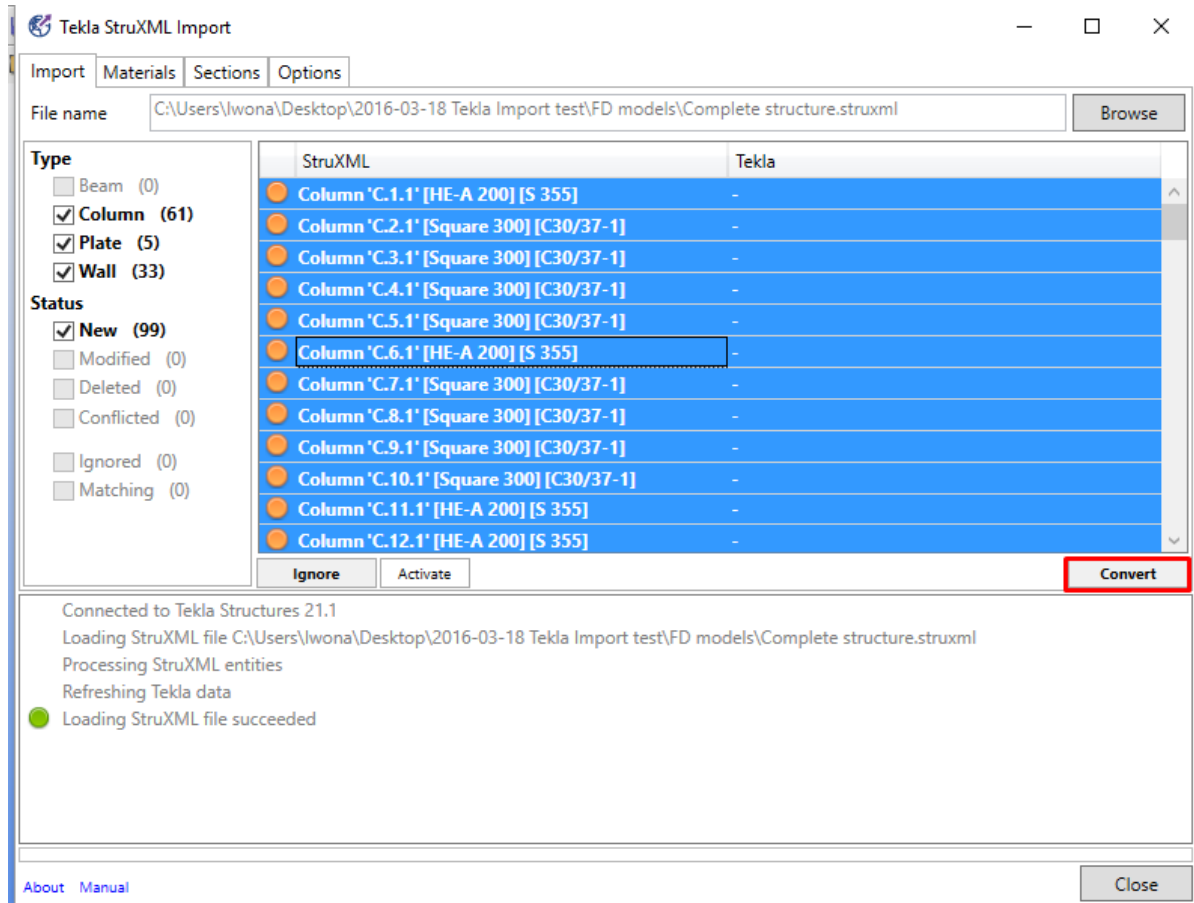 Tekla StruXML Import
Import Materials Sections Options
File name C:\Users\Iwona\Desktop\2016-03-18 Tekla Import test\FD models\Complete structure.struxml Browse
Type
Beam (0)
Column (61)
Plate (5)
Wall (33)
Status
New (99)
Modified (0)
Deleted (0)
Conflicted (0)
Ignored (0)
Matching (0)
StruXML Tekla
Column 'C.1.1' [HE-A 200] [S 355] -
Column 'C.2.1' [Square 300] [C30/37-1] -
Column 'C.3.1' [Square 300] [C30/37-1] -
Column 'C.4.1' [Square 300] [C30/37-1] -
Column 'C.5.1' [Square 300] [C30/37-1] -
Column 'C.6.1' [HE-A 200] [S 355] -
Column 'C.7.1' [Square 300] [C30/37-1] -
Column 'C.8.1' [Square 300] [C30/37-1] -
Column 'C.9.1' [Square 300] [C30/37-1] -
Column 'C.10.1' [Square 300] [C30/37-1] -
Column 'C.11.1' [HE-A 200] [S 355] -
Column 'C.12.1' [HE-A 200] [S 355] -
Ignore Activate Convert
Connected to Tekla Structures 21.1
Loading StruXML file C:\Users\Iwona\Desktop\2016-03-18 Tekla Import test\FD models\Complete structure.struxml
Processing StruXML entities
Refreshing Tekla data
Loading StruXML file succeeded
About Manual Close